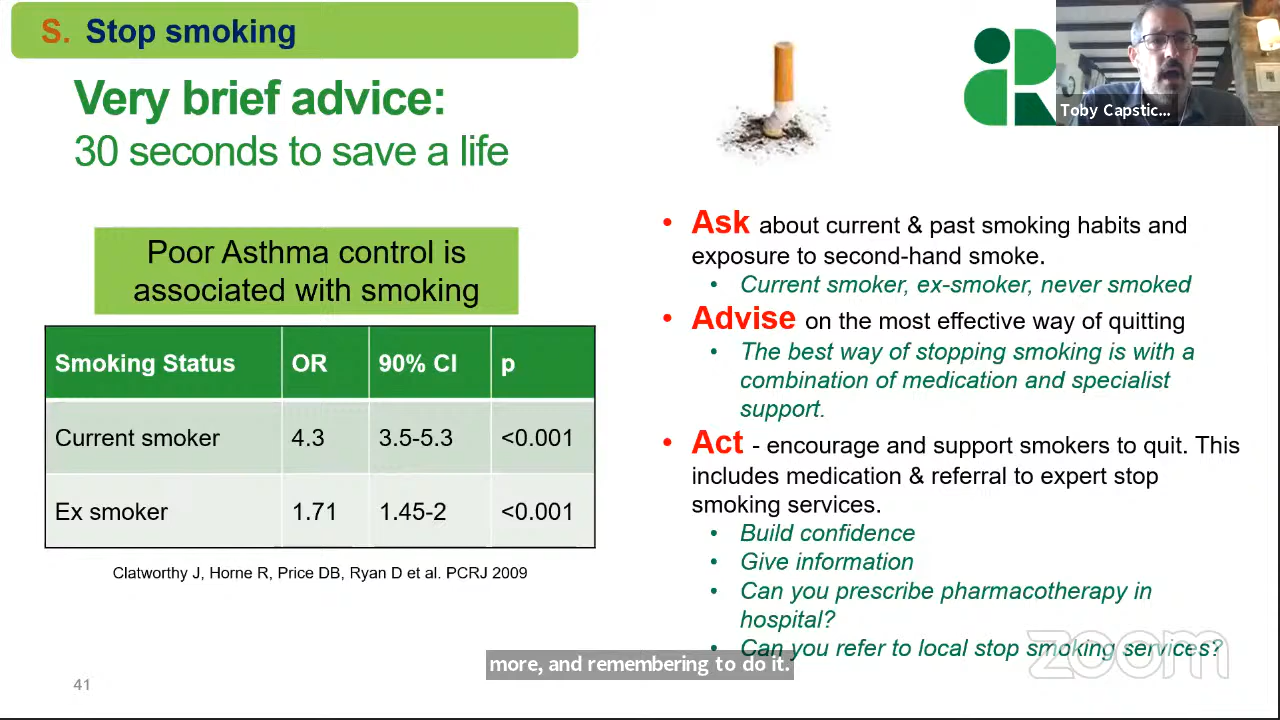 S. Stop smoking
Very brief advice:
30 seconds to save a life
Toby Capstic...
Poor Asthma control is
associated with smoking
Smoking Status OR 90% CI p
Current smoker 4.3 3.5-5.3 <0.001
Ex smoker 1.71 1.45-2 <0.001
Clatworthy J, Horne R, Price DB, Ryan D et al. PCRJ 2009
• Ask about current & past smoking habits and
exposure to second-hand smoke.
• Current smoker, ex-smoker, never smoked
• Advise on the most effective way of quitting
• The best way of stopping smoking is with a
combination of medication and specialist
support.
• Act - encourage and support smokers to quit. This
includes medication & referral to expert stop
smoking services.
• Build confidence
• Give information
• Can you prescribe pharmacotherapy in
hospital?
• Can you refer to local stop smoking services?
zoom
more, and remembering to do it.
41